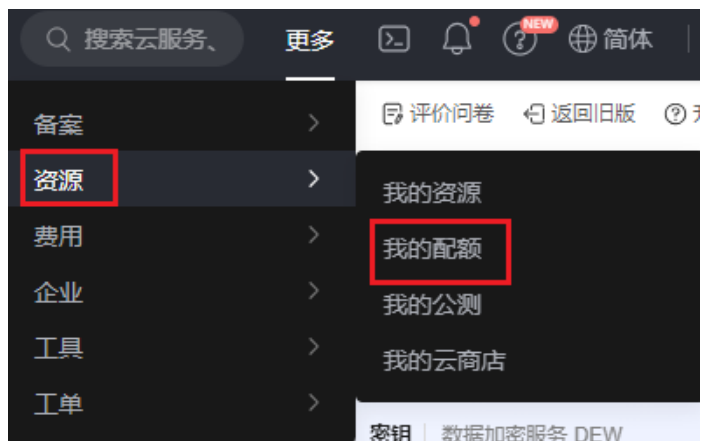 搜索云服务、 更多 NEW 简体
备案
资源
费用
企业
工具
工单
评价问卷 返回旧版
我的资源
我的配额
我的公测
我的云商店
密钥 数据加密服务 DEW